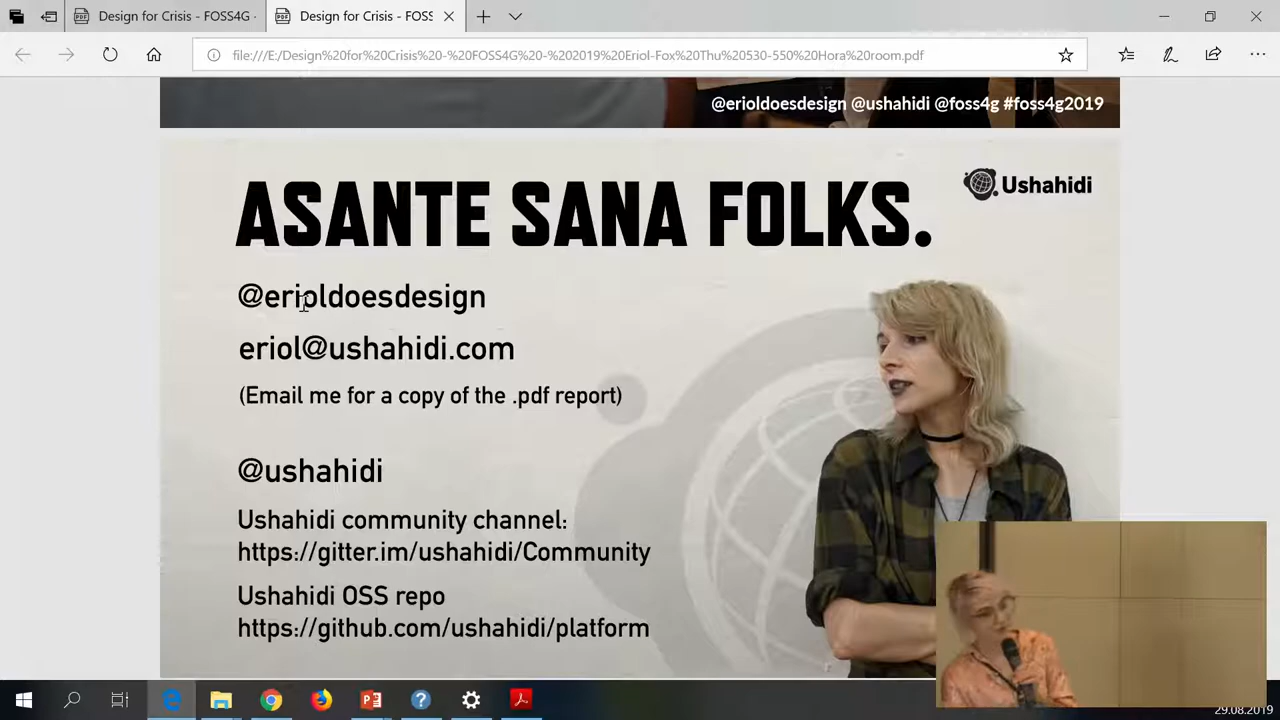 Design for Crisis - FOSS4G -
Design for Crisis - FOSS
file:///E:/Design%20for%20Crisis%20-%20FOSS4G%20-%202019%20Eriol-Fox%20Thu%20530-550%20Hora%20room.pdf
@erioldoesdesign @ushahidi @foss4g #foss4g2019
ASANTE SANA FOLKS.
Ushahidi
@erioldoesdesign
eriol@ushahidi.com
(Email me for a copy of the .pdf report)
@ushahidi
Ushahidi community channel:
https://gitter.im/ushahidi/Community
Ushahidi OSS repo
https://github.com/ushahidi/platform
29.08.2019